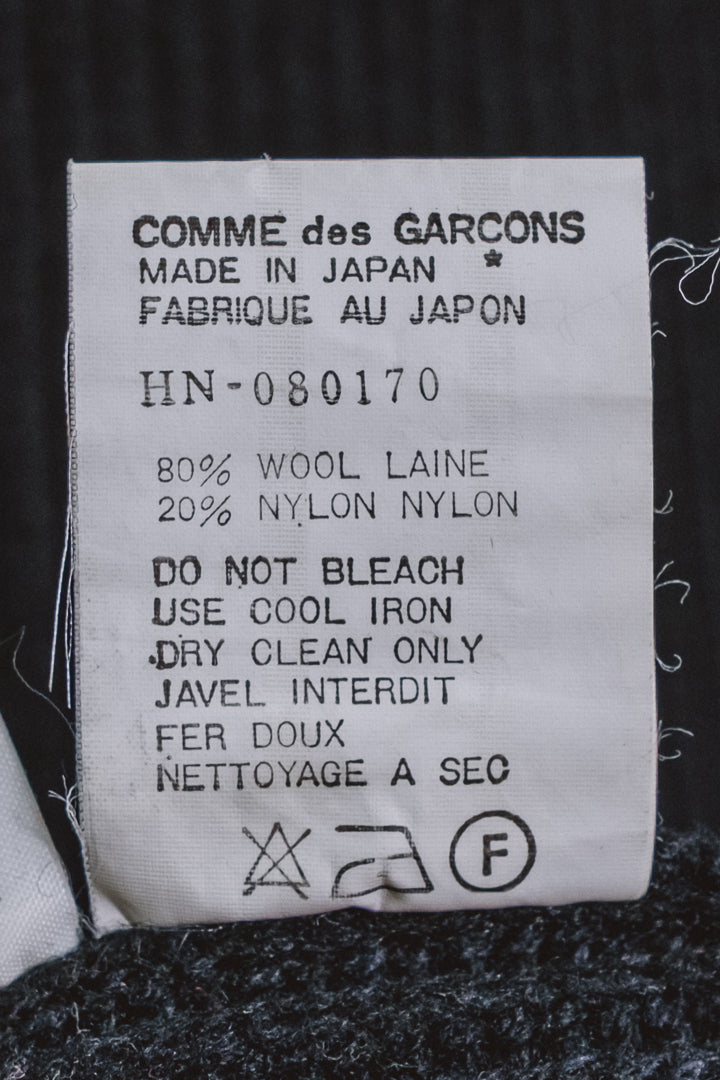 COMME des GARCONS
*
MADE IN JAPAN
FABRIQUE AU JAPON
HN-080170
80% WOOL LAINE
20% NYLON NYLON
DO NOT BLEACH
USE COOL IRON
DRY CLEAN ONLY
JAVEL INTERDIT
FER DOUX
NETTOYAGE A SEC
F